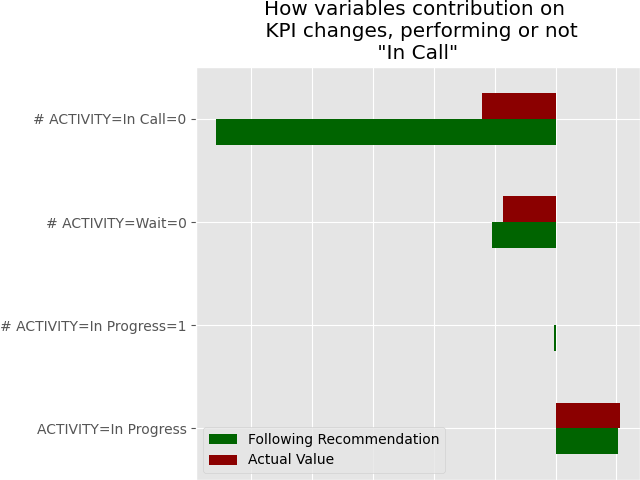 How variables contribution on
KPI changes, performing or not
"In Call"
# ACTIVITY=In Call=0
# ACTIVITY=Wait=0
# ACTIVITY=In Progress=1
ACTIVITY=In Progress
Following Recommendation
Actual Value